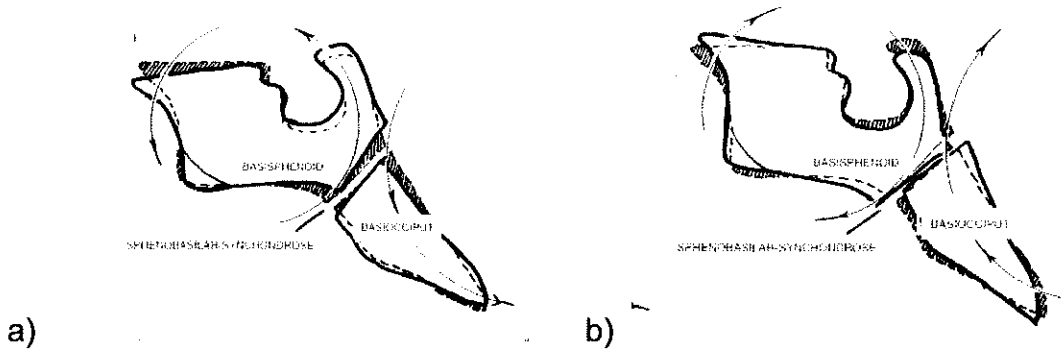 BASISPHENOID
BASIOCCIPUT
SPHENOBASILAR-SYNCHONDROSE
a)
BASISPHENOID
BASIOCCIPUT
SPHENOBASILAR-SYNCHONDROSE
b)